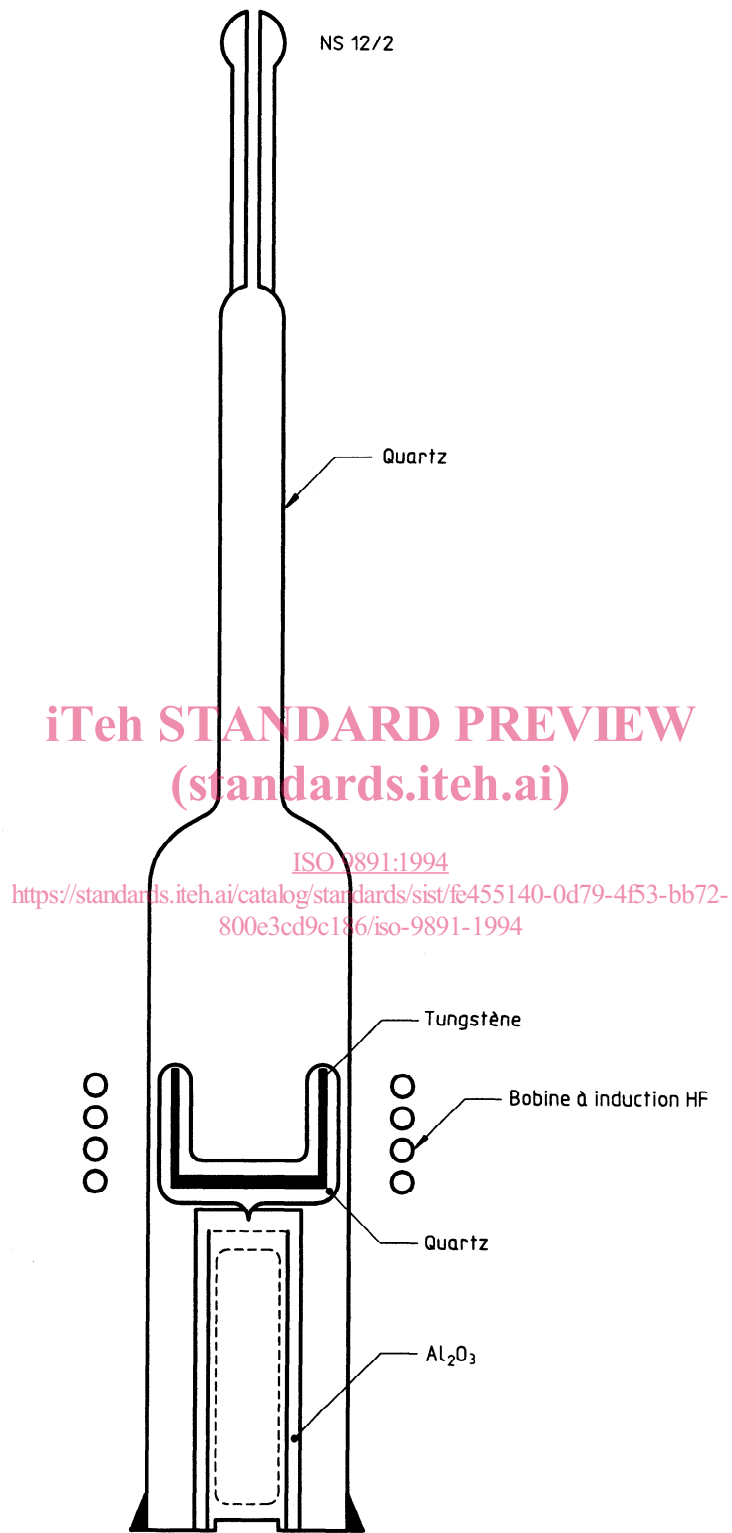 NS 12/2
Quartz
iTeh STANDARD PREVIEW
(standards.iteh.ai)
ISO 9891:1994
https://standards.iteh.ai/catalog/standards/sist/fe455140-0d79-4f53-bb72-
800e3cd9c186/iso-9891-1994
Tungstène
Bobine à induction HF
Quartz
Al₂O₃